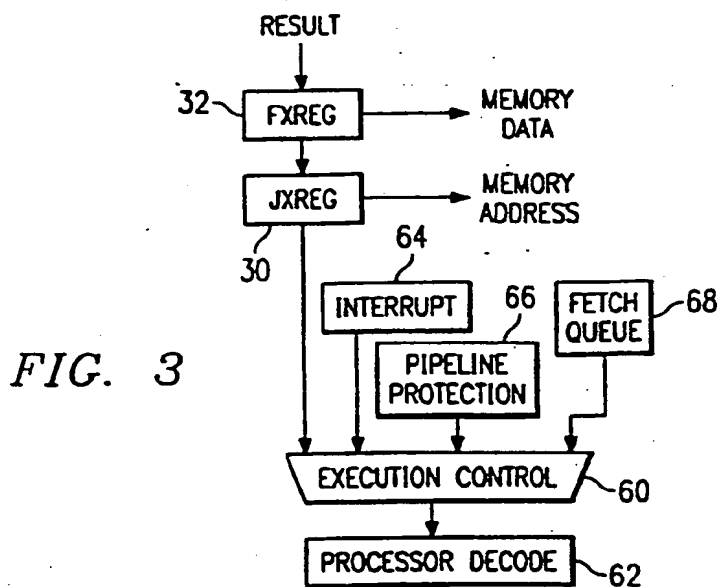 RESULT
32
FXREG
MEMORY
DATA
JXREG
MEMORY
ADDRESS
30
64
INTERRUPT
66
PIPELINE
PROTECTION
FETCH
QUEUE
68
FIG. 3
EXECUTION CONTROL
60
PROCESSOR DECODE
62